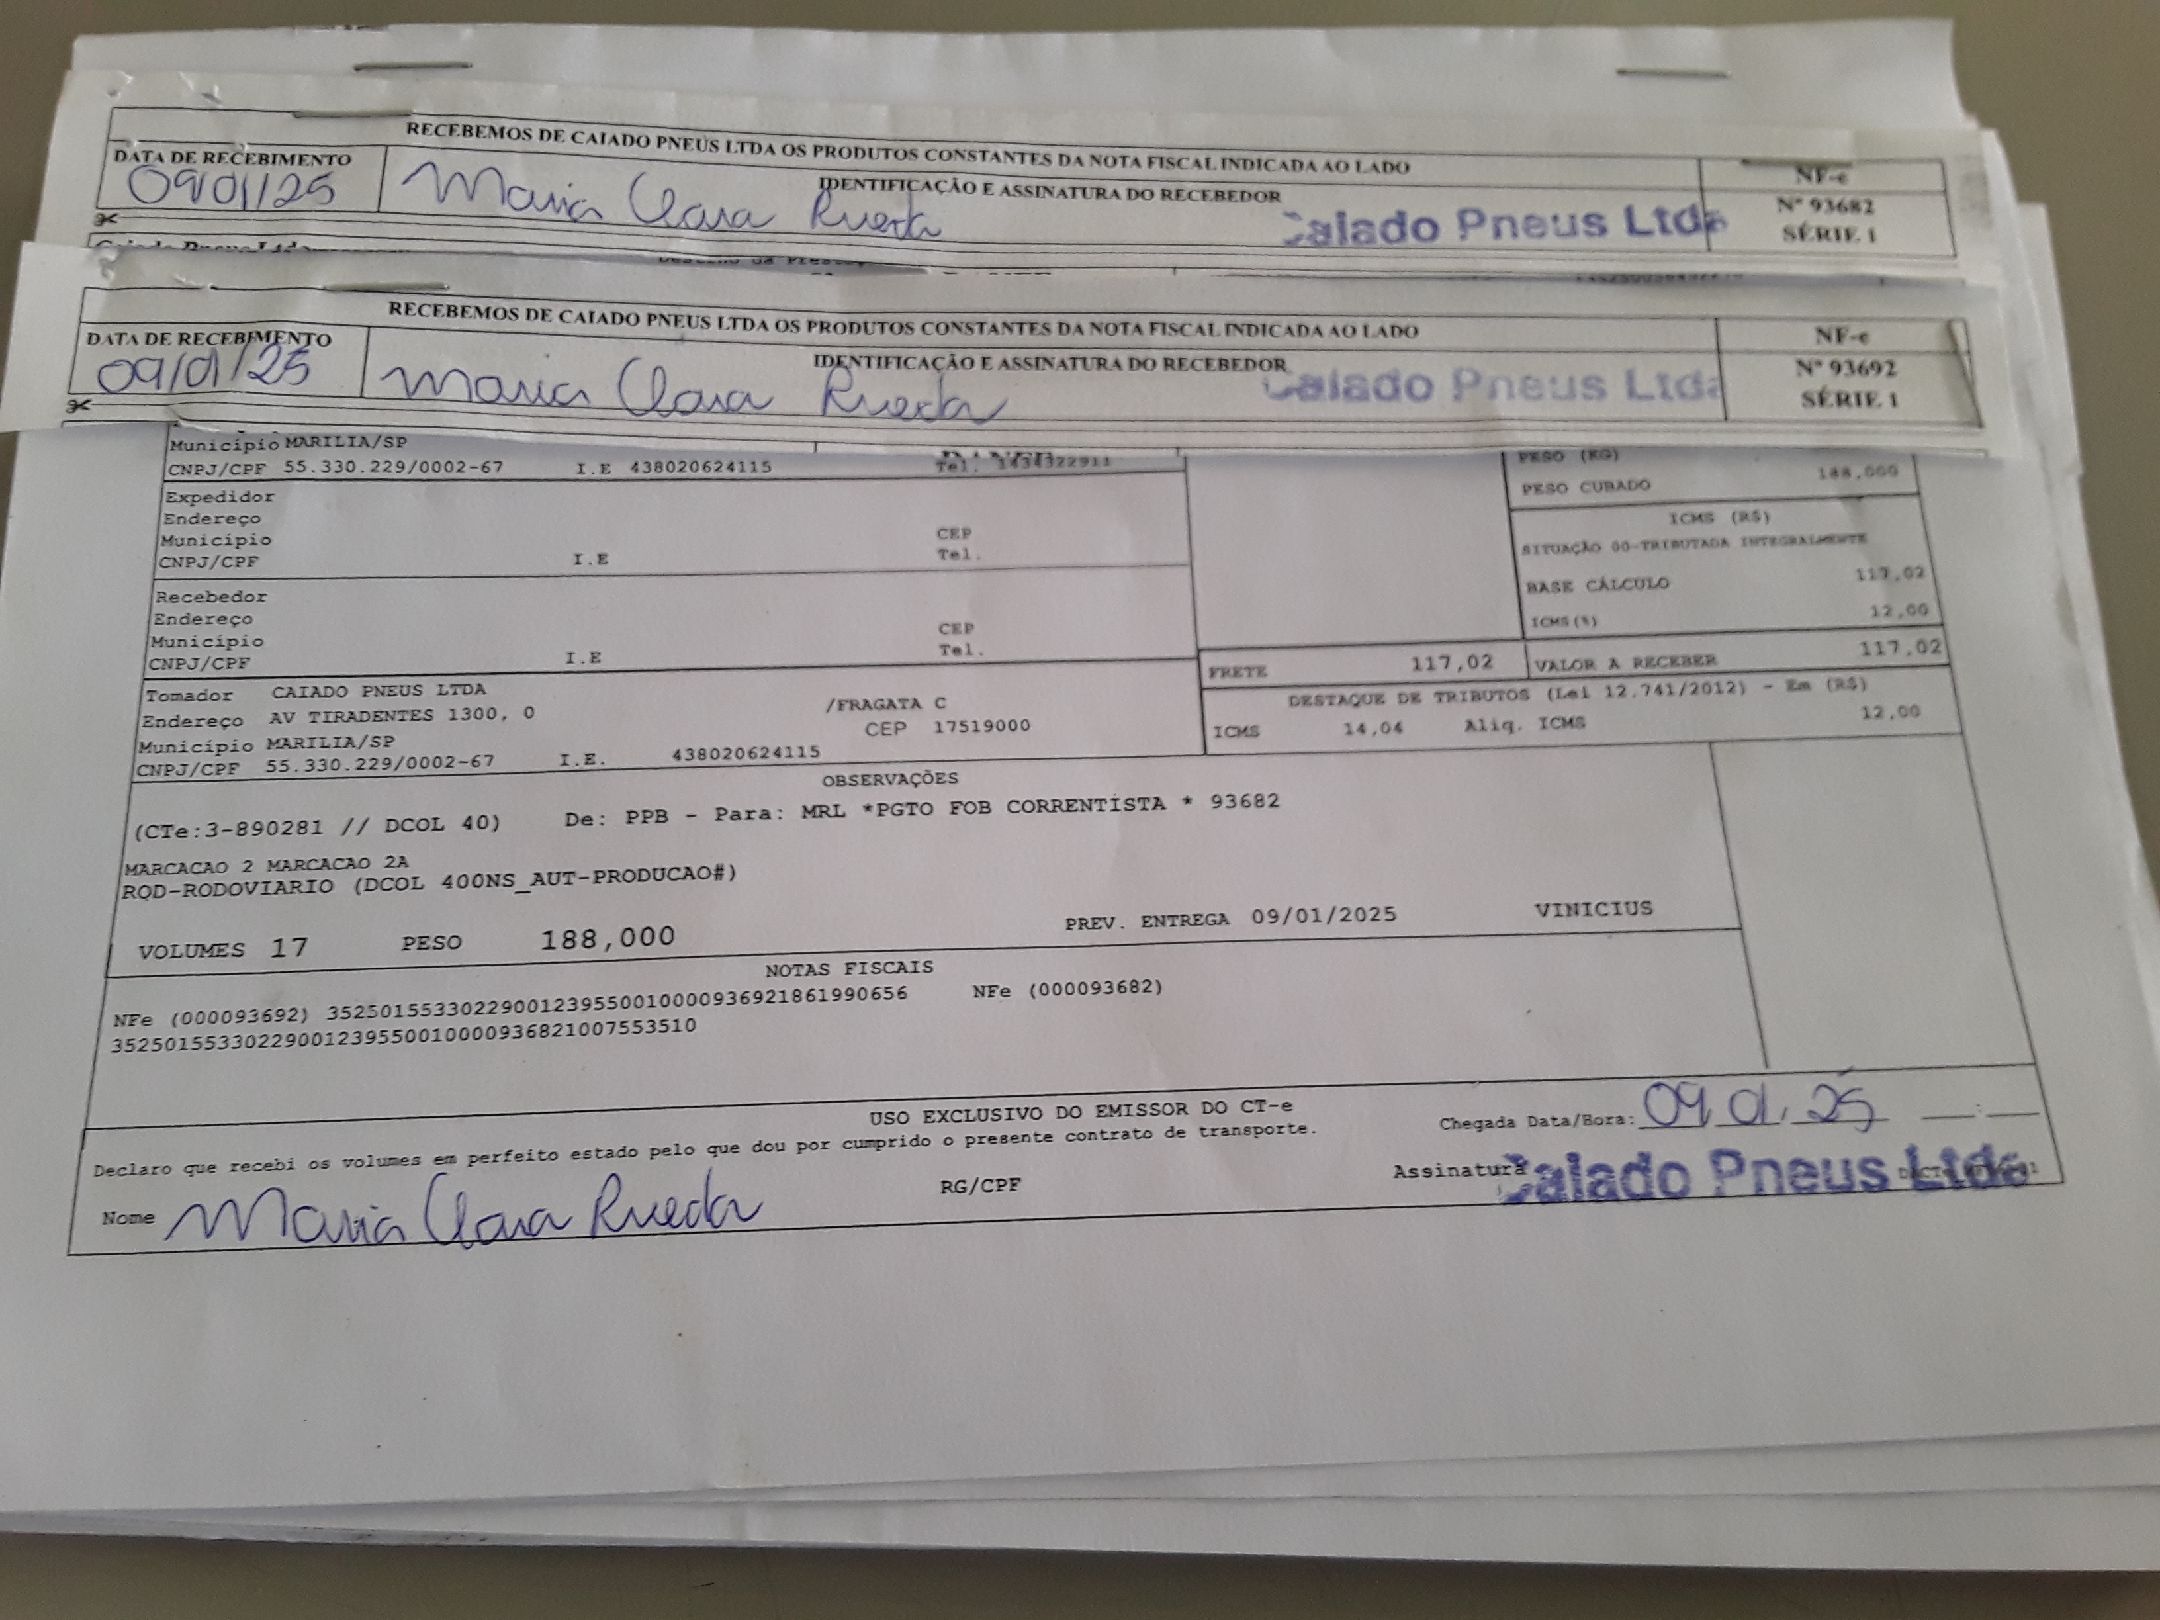 RECEBEMOS DE CAIADO PNEUS LTDA OS PRODUTOS CONSTANTES DA NOTA FISCAL INDICADA AO LADO
NF-e
DATA DE RECEBIMENTO
IDENTIFICAÇÃO E ASSINATURA DO RECEBEDOR
Nº 93682
09/01/25
Maria Clara Rueda
Caiado Pneus Ltda
SÉRIE 1
Caiado Pneus Ltda
RECEBEMOS DE CAIADO PNEUS LTDA OS PRODUTOS CONSTANTES DA NOTA FISCAL INDICADA AO LADO
NF-e
DATA DE RECEBIMENTO
IDENTIFICAÇÃO E ASSINATURA DO RECEBEDOR
Nº 93692
09/01/25
Maria Clara Rueda
Caiado Pneus Ltda
SÉRIE 1
Município MARILIA/SP
PESO (KG)
CNPJ/CPF 55.330.229/0002-67 I.E 438020624115 Tel. 1434322911
188,000
PESO CUBADO
Expedidor
Endereço
ICMS (R$)
Município CEP
SITUAÇÃO 00-TRIBUTADA INTEGRALMENTE
CNPJ/CPF I.E Tel.
BASE CÁLCULO 117,02
Recebedor
Endereço
ICMS(%) 12,00
Município CEP
CNPJ/CPF I.E Tel.
FRETE 117,02 VALOR A RECEBER 117,02
Tomador CAIADO PNEUS LTDA
DESTAQUE DE TRIBUTOS (Lei 12.741/2012) - Em (R$)
Endereço AV TIRADENTES 1300, 0 /FRAGATA C
ICMS 14,04 Aliq. ICMS 12,00
Município MARILIA/SP CEP 17519000
CNPJ/CPF 55.330.229/0002-67 I.E. 438020624115
OBSERVAÇÕES
(CTe:3-890281 // DCOL 40) De: PPB - Para: MRL *PGTO FOB CORRENTISTA * 93682
MARCACAO 2 MARCACAO 2A
ROD-RODOVIARIO (DCOL 400NS_AUT-PRODUCAO#)
VOLUMES 17 PESO 188,000 PREV. ENTREGA 09/01/2025 VINICIUS
NOTAS FISCAIS
NFe (000093692) 35250155330229001239550010000936921861990656 NFe (000093682)
35250155330229001239550010000936821007553510
USO EXCLUSIVO DO EMISSOR DO CT-e
Chegada Data/Hora: 09 01 25 __:__
Declaro que recebi os volumes em perfeito estado pelo que dou por cumprido o presente contrato de transporte.
Nome Maria Clara Rueda RG/CPF Assinatura Caiado Pneus Ltda